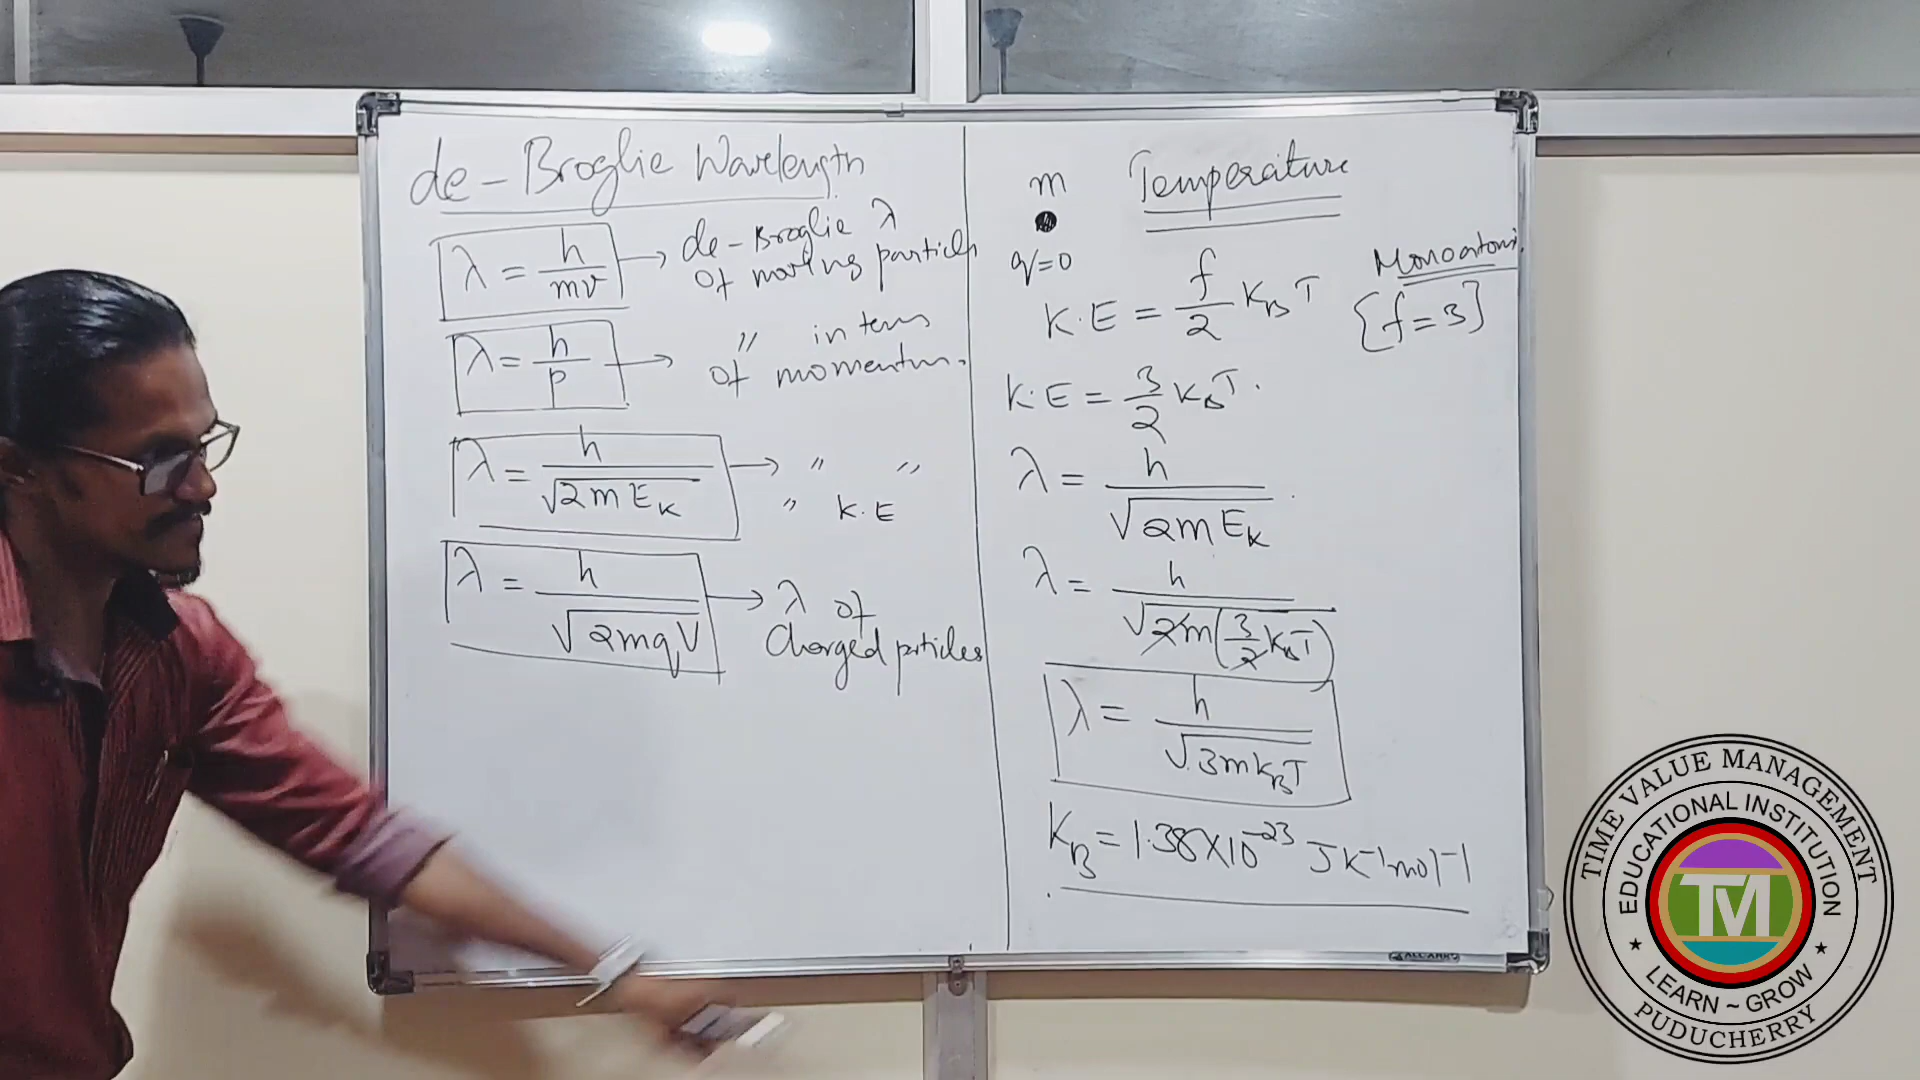 de-Broglie Wavelength
λ = h/mv → de-Broglie λ
of moving particles
λ = h/p → " in terms
of momentum.
λ = h/√2mEK → " "
" K.E
λ = h/√2mqV → λ of
Charged particles
m Temperature
q=0
Monoatomic
K.E = f/2 KBT {f=3}
K.E = 3/2 KBT.
λ = h/√2mEK
λ = h/√2m(3/2 KBT)
λ = h/√3mKBT
KB = 1.38×10⁻²³ JK⁻¹mol⁻¹
TIME VALUE MANAGEMENT
EDUCATIONAL INSTITUTION
TVM
LEARN ~ GROW
PUDUCHERRY